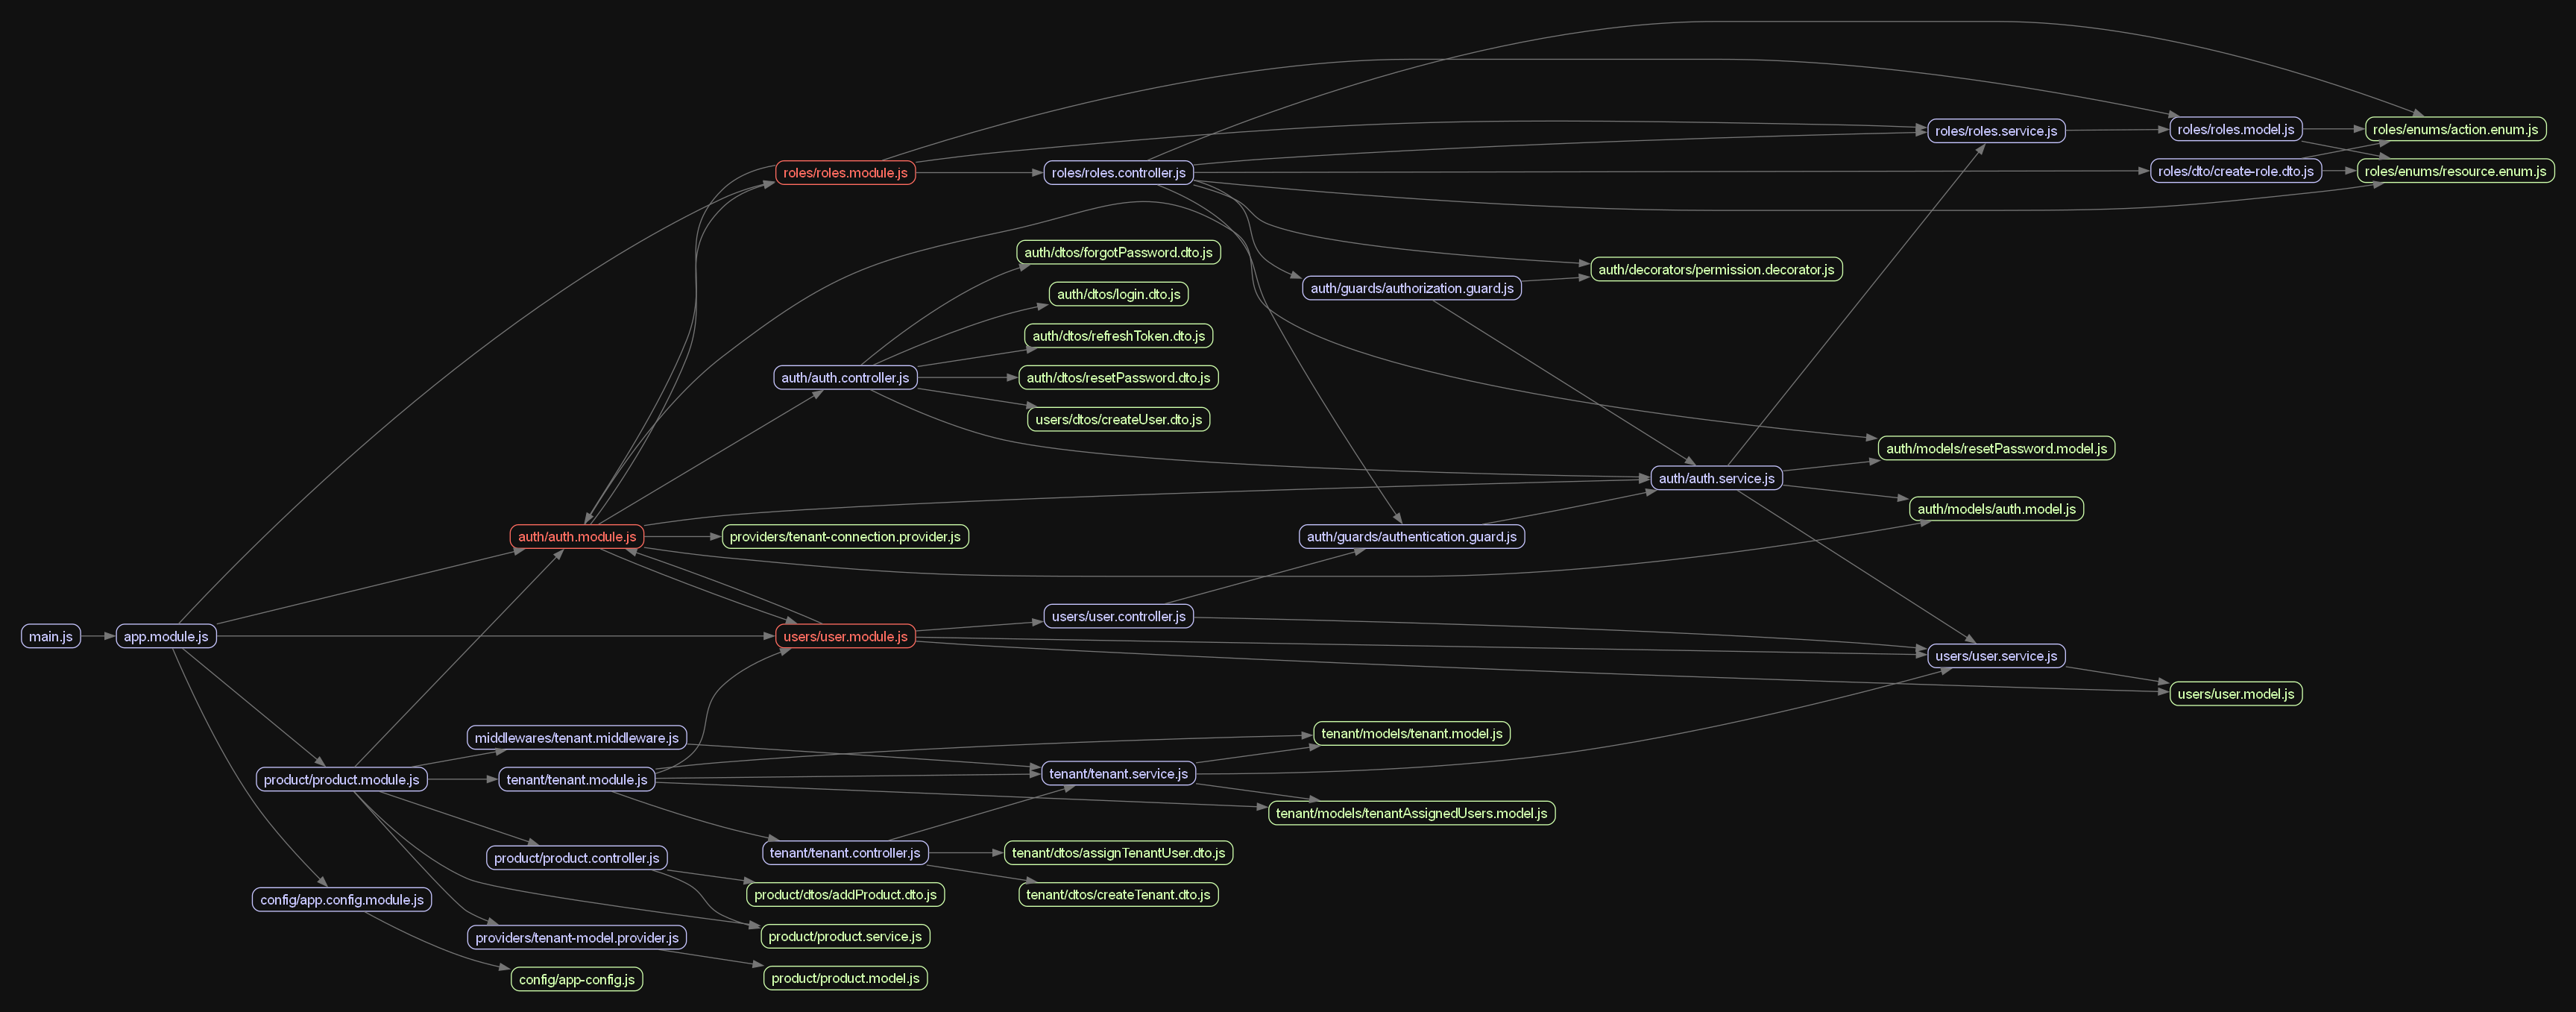 roles/roles.service.js
roles/roles.model.js
roles/enums/action.enum.js
roles/roles.module.js
roles/roles.controller.js
roles/dto/create-role.dto.js
roles/enums/resource.enum.js
auth/dtos/forgotPassword.dto.js
auth/decorators/permission.decorator.js
auth/guards/authorization.guard.js
auth/dtos/login.dto.js
auth/dtos/refreshToken.dto.js
auth/auth.controller.js
auth/dtos/resetPassword.dto.js
users/dtos/createUser.dto.js
auth/models/resetPassword.model.js
auth/auth.service.js
auth/models/auth.model.js
auth/auth.module.js
providers/tenant-connection.provider.js
auth/guards/authentication.guard.js
users/user.controller.js
main.js
app.module.js
users/user.module.js
users/user.service.js
users/user.model.js
middlewares/tenant.middleware.js
tenant/models/tenant.model.js
product/product.module.js
tenant/tenant.module.js
tenant/tenant.service.js
tenant/models/tenantAssignedUsers.model.js
product/product.controller.js
tenant/tenant.controller.js
tenant/dtos/assignTenantUser.dto.js
config/app.config.module.js
product/dtos/addProduct.dto.js
tenant/dtos/createTenant.dto.js
providers/tenant-model.provider.js
product/product.service.js
config/app-config.js
product/product.model.js